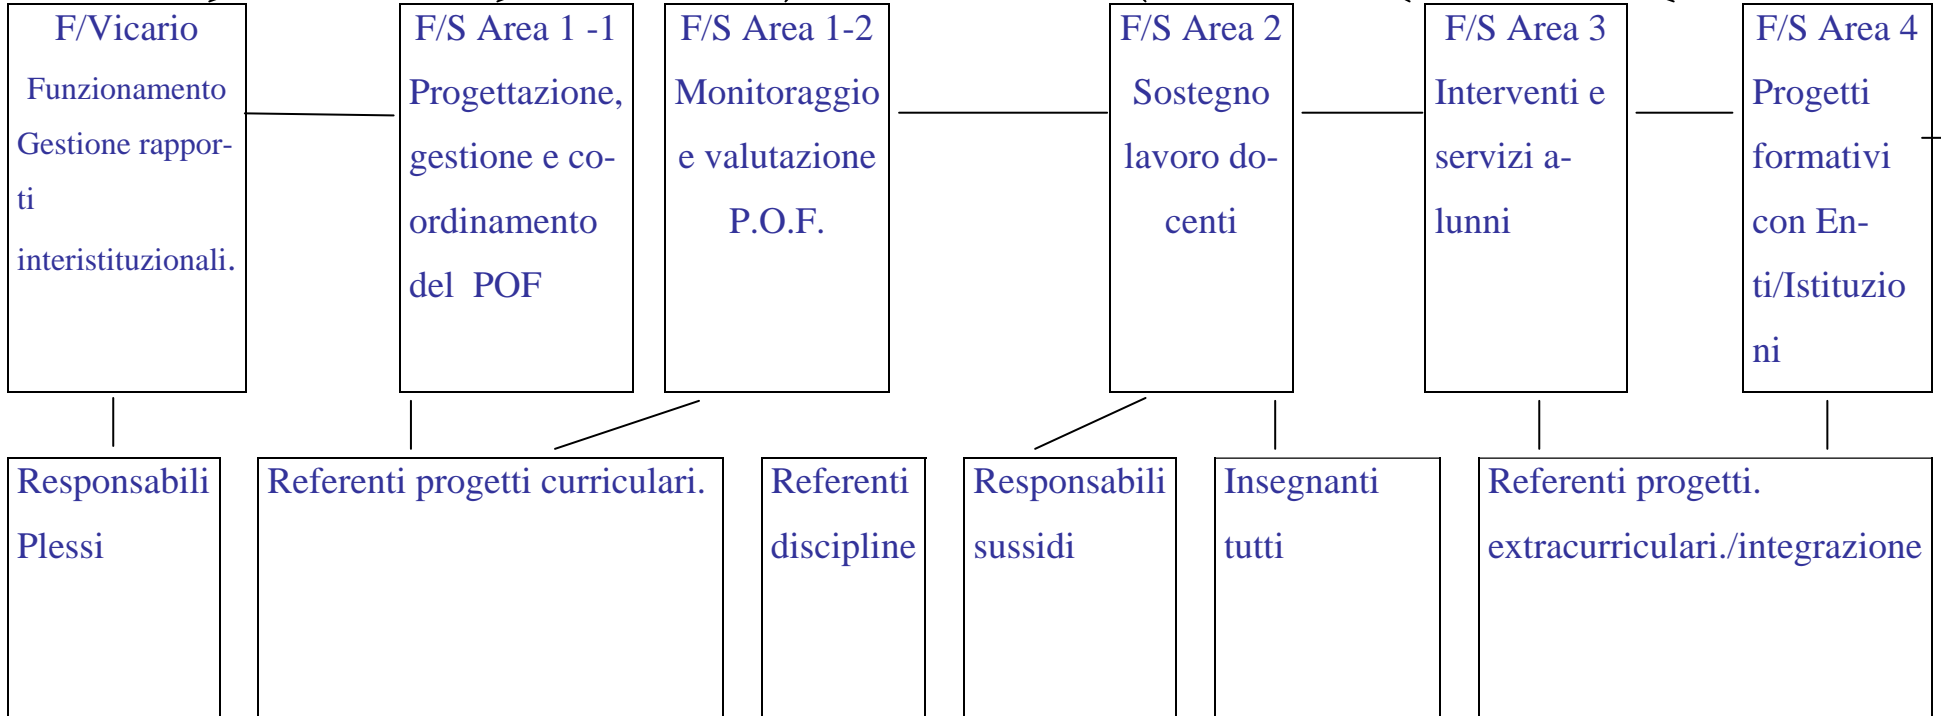 F/Vicario
Funzionamento
Gestione rappor-
ti
interistituzionali.
F/S Area 1 -1
Progettazione,
gestione e co-
ordinamento
del  POF
F/S Area 1-2
Monitoraggio
e valutazione
P.O.F.
F/S Area 2
Sostegno
lavoro do-
centi
F/S Area 3
Interventi e
servizi a-
lunni
F/S Area 4
Progetti
formativi
con En-
ti/Istituzio
ni
Responsabili
Plessi
Referenti progetti curriculari.
Referenti
discipline
Responsabili
sussidi
Insegnanti
tutti
Referenti progetti.
extracurriculari./integrazione